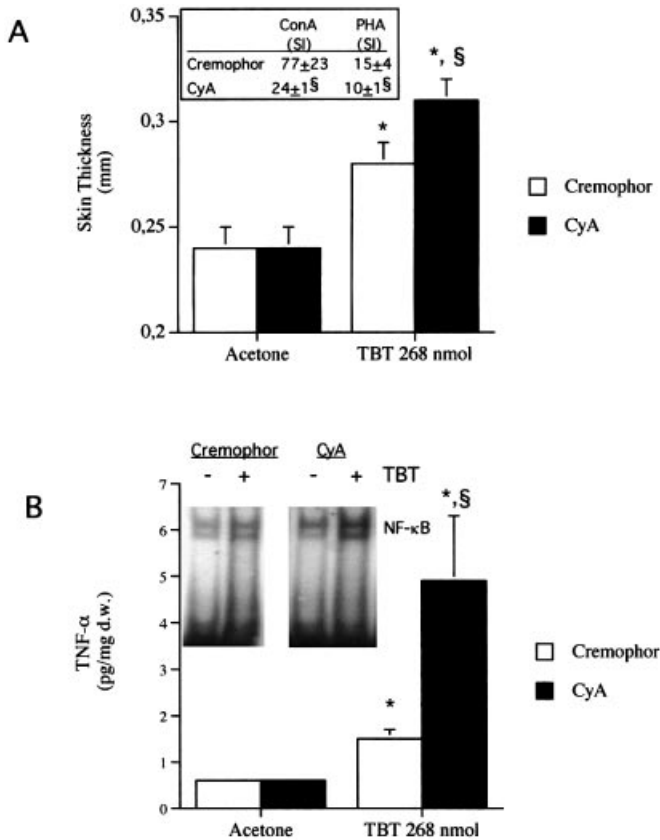 A
0,35
ConA PHA
(SI) (SI)
Cremophor 77±23 15±4
CyA 24±1§ 10±1§
*, §
*
0,3
0,25
0,2
Skin Thickness
(mm)
Cremophor
CyA
Acetone TBT 268 nmol
B
Cremophor CyA
- + - + TBT
NF-κB
*,§
*
7
6
5
4
3
2
1
0
TNF-α
(pg/mg d.w.)
Cremophor
CyA
Acetone TBT 268 nmol